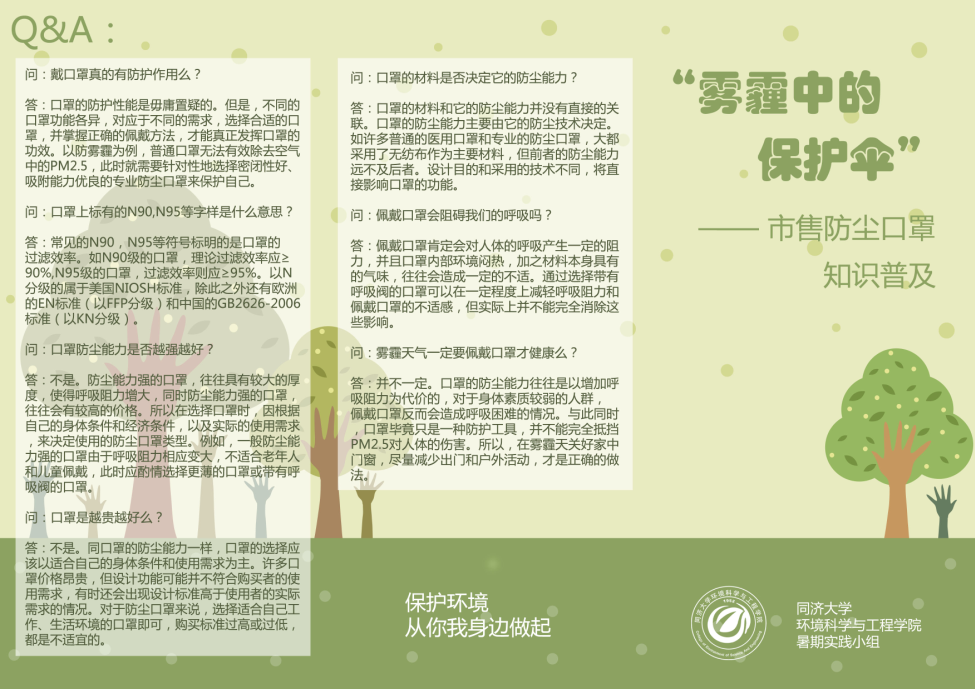 Q&A：
问：戴口罩真的有防护作用么？
答：口罩的防护性能是毋庸置疑的。但是，不同的
口罩功能各异，对应于不同的需求，选择合适的口
罩，并掌握正确的佩戴方法，才能真正发挥口罩的
功效。以防雾霾为例，普通口罩无法有效除去空气
中的PM2.5，此时就需要针对性地选择密闭性好、
吸附能力优良的专业防尘口罩来保护自己。
问：口罩上标有的N90,N95等字样是什么意思？
答：常见的N90，N95等符号标明的是口罩的
过滤效率。如N90级的口罩，理论过滤效率应≥
90%,N95级的口罩，过滤效率则应≥95%。以N
分级的属于美国NIOSH标准，除此之外还有欧洲
的EN标准（以FFP分级）和中国的GB2626-2006
标准（以KN分级）。
问：口罩防尘能力是否越强越好？
答：不是。防尘能力强的口罩，往往具有较大的厚
度，使得呼吸阻力增大，同时防尘能力强的口罩，
往往会有较高的价格。所以在选择口罩时，因根据
自己的身体条件和经济条件，以及实际的使用需求
，来决定使用的防尘口罩类型。例如，一般防尘能
力强的口罩由于呼吸阻力相应变大，不适合老年人
和儿童佩戴，此时应酌情选择更薄的口罩或带有呼
吸阀的口罩。
问：口罩是越贵越好么？
答：不是。同口罩的防尘能力一样，口罩的选择应
该以适合自己的身体条件和使用需求为主。许多口
罩价格昂贵，但设计功能可能并不符合购买者的使
用需求，有时还会出现设计标准高于使用者的实际
需求的情况。对于防尘口罩来说，选择适合自己工
作、生活环境的口罩即可，购买标准过高或过低，
都是不适宜的。
问：口罩的材料是否决定它的防尘能力？
答：口罩的材料和它的防尘能力并没有直接的关
联。口罩的防尘能力主要由它的防尘技术决定。
如许多普通的医用口罩和专业的防尘口罩，大都
采用了无纺布作为主要材料，但前者的防尘能力
远不及后者。设计目的和采用的技术不同，将直
接影响口罩的功能。
问：佩戴口罩会阻碍我们的呼吸吗？
答：佩戴口罩肯定会对人体的呼吸产生一定的阻
力，并且口罩内部环境闷热，加之材料本身具有
的气味，往往会造成一定的不适。通过选择带有
呼吸阀的口罩可以在一定程度上减轻呼吸阻力和
佩戴口罩的不适感，但实际上并不能完全消除这
些影响。
问：雾霾天气一定要佩戴口罩才健康么？
答：并不一定。口罩的防尘能力往往是以增加呼
吸阻力为代价的，对于身体素质较弱的人群，
佩戴口罩反而会造成呼吸困难的情况。与此同时
，口罩毕竟只是一种防护工具，并不能完全抵挡
PM2.5对人体的伤害。所以，在雾霾天关好家中
门窗，尽量减少出门和户外活动，才是正确的做
法。
保护环境
从你我身边做起
“雾霾中的
保护伞”
—— 市售防尘口罩
知识普及
同济大学环境科学与工程学院
同济大学
环境科学与工程学院
暑期实践小组